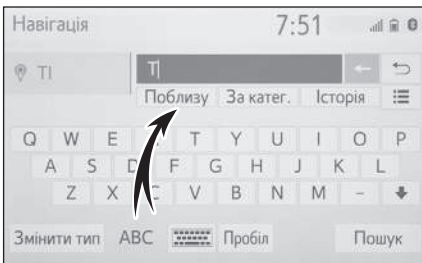 Навігація 7:51
TI TI
Поблизу За катег. Історія
Q W E T Y U I O P
A S D F G H J K L
Z X C V B N M -
Змінити тип ABC Пробіл Пошук